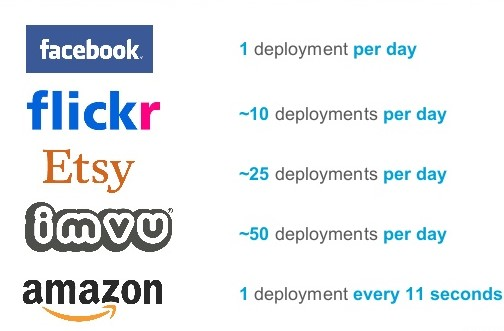 facebook. 1 deployment per day
flickr ~10 deployments per day
Etsy ~25 deployments per day
imvu ~50 deployments per day
amazon 1 deployment every 11 seconds